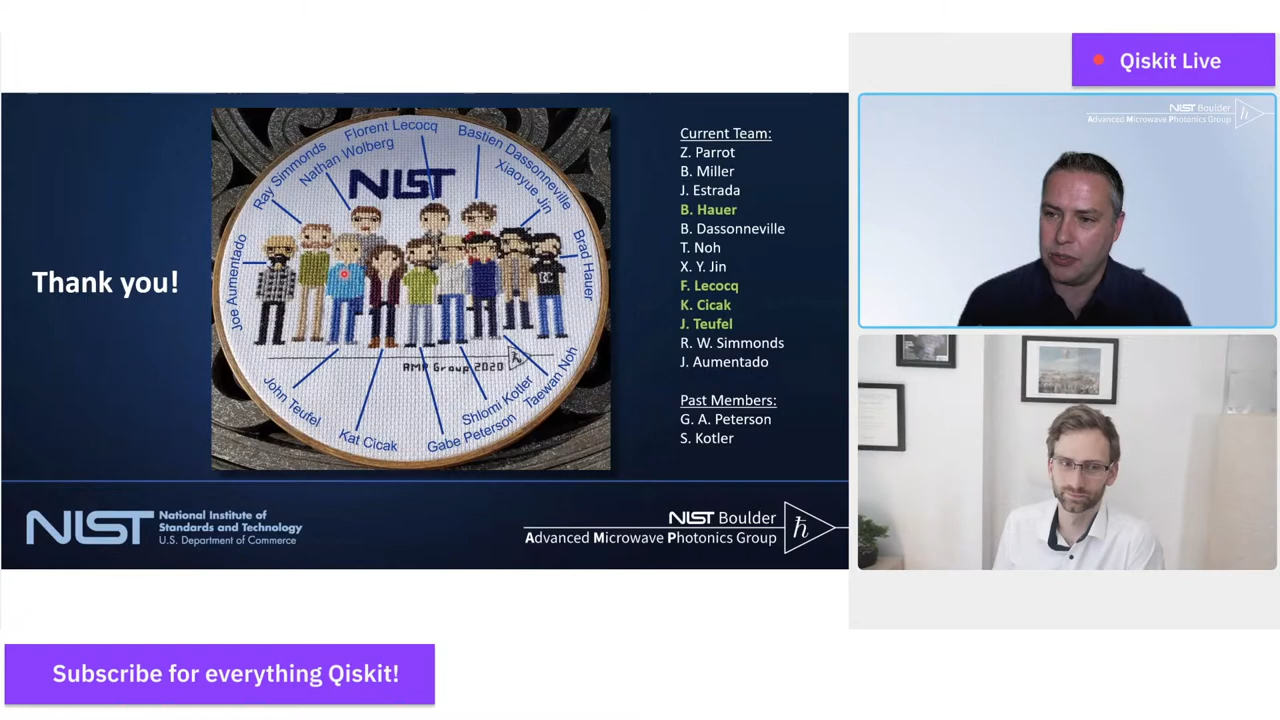 Qiskit Live
NIST Boulder
Advanced Microwave Photonics Group
ħ
Thank you!
Florent Lecocq
Bastien Dassonneville
Nathan Wolberg
Xiaoyue Jin
Ray Simmonds
Joe Aumentado
Brad Hauer
NIST
AMP Group 2020
ħ
John Teufel
Kat Cicak
Gabe Peterson
Shlomi Kotler
Taewan Noh
Current Team:
Z. Parrot
B. Miller
J. Estrada
B. Hauer
B. Dassonneville
T. Noh
X. Y. Jin
F. Lecocq
K. Cicak
J. Teufel
R. W. Simmonds
J. Aumentado
Past Members:
G. A. Peterson
S. Kotler
NIST
National Institute of
Standards and Technology
U.S. Department of Commerce
NIST Boulder
Advanced Microwave Photonics Group
ħ
Subscribe for everything Qiskit!